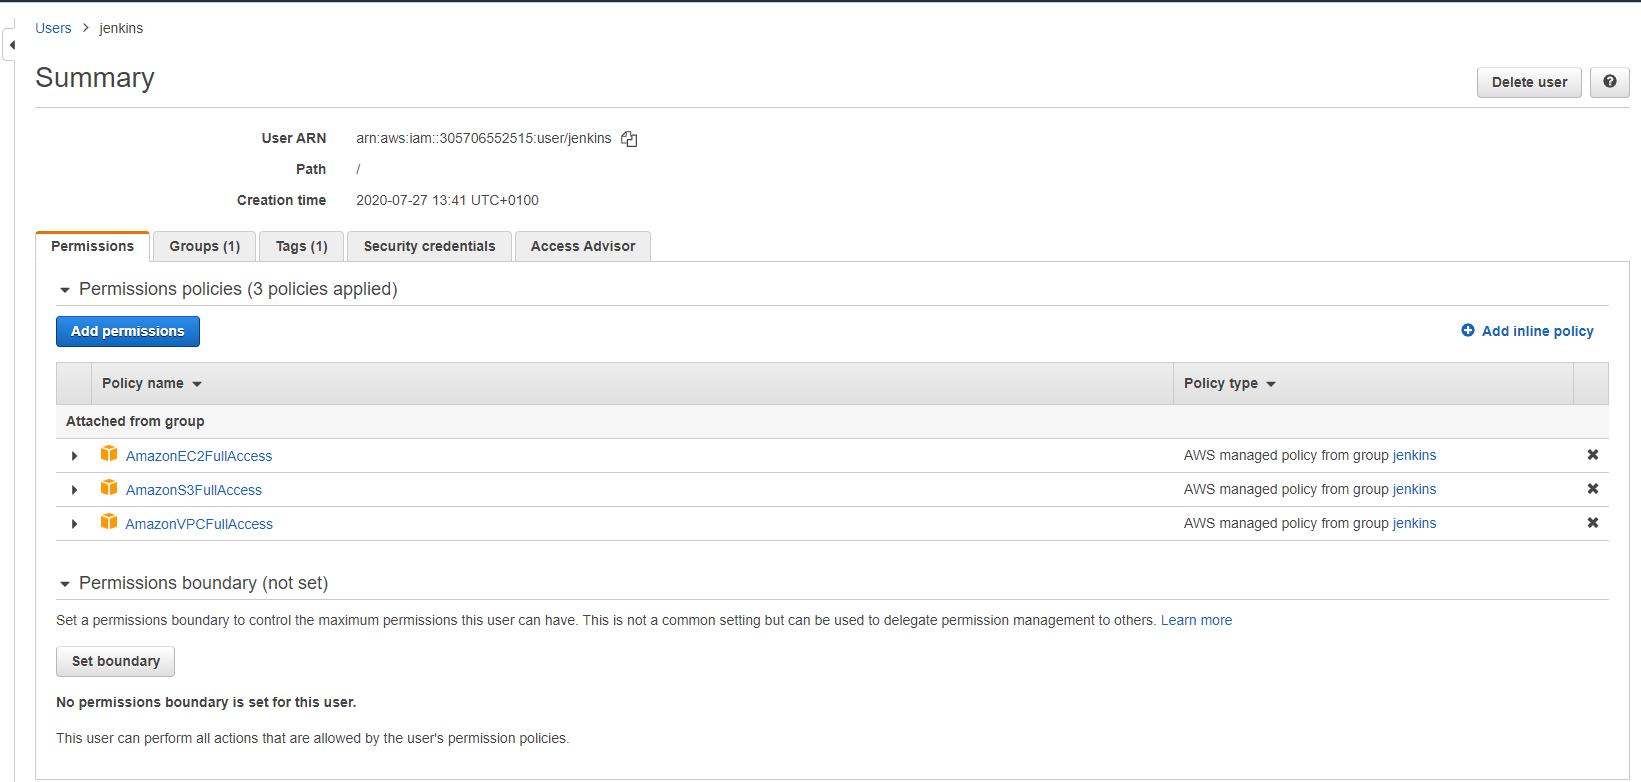 Users > jenkins
Summary
Delete user
User ARN arn:aws:iam::305706552515:user/jenkins
Path /
Creation time 2020-07-27 13:41 UTC+0100
Permissions Groups (1) Tags (1) Security credentials Access Advisor
Permissions policies (3 policies applied)
Add permissions Add inline policy
Policy name Policy type
Attached from group
AmazonEC2FullAccess AWS managed policy from group jenkins
AmazonS3FullAccess AWS managed policy from group jenkins
AmazonVPCFullAccess AWS managed policy from group jenkins
Permissions boundary (not set)
Set a permissions boundary to control the maximum permissions this user can have. This is not a common setting but can be used to delegate permission management to others. Learn more
Set boundary
No permissions boundary is set for this user.
This user can perform all actions that are allowed by the user's permission policies.